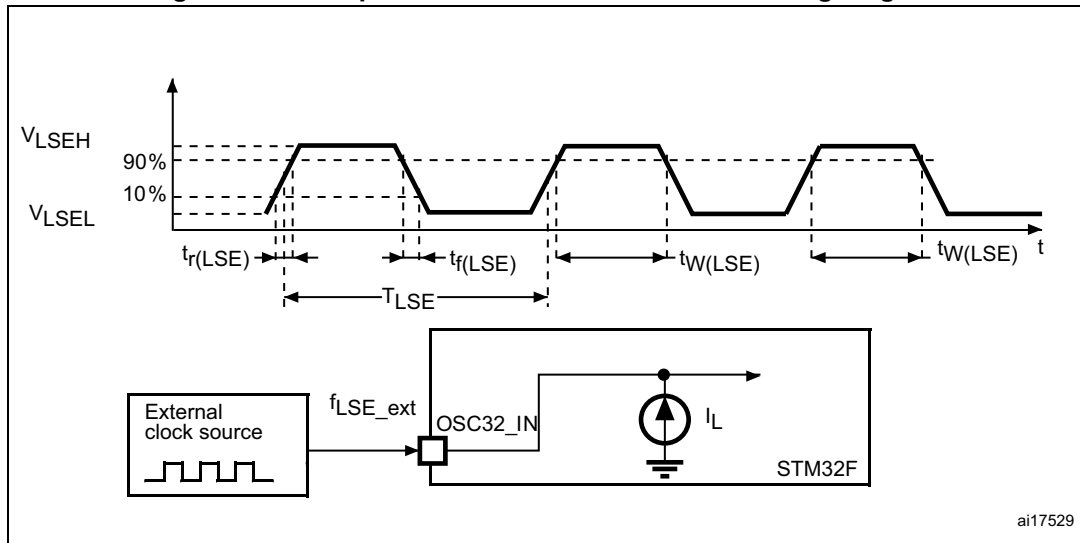 V_LSEH
90%
10%
V_LSEL
t_r(LSE)
t_f(LSE)
t_W(LSE)
t_W(LSE)
t
T_LSE
External
clock source
f_LSE_ext
OSC32_IN
I_L
STM32F
ai17529